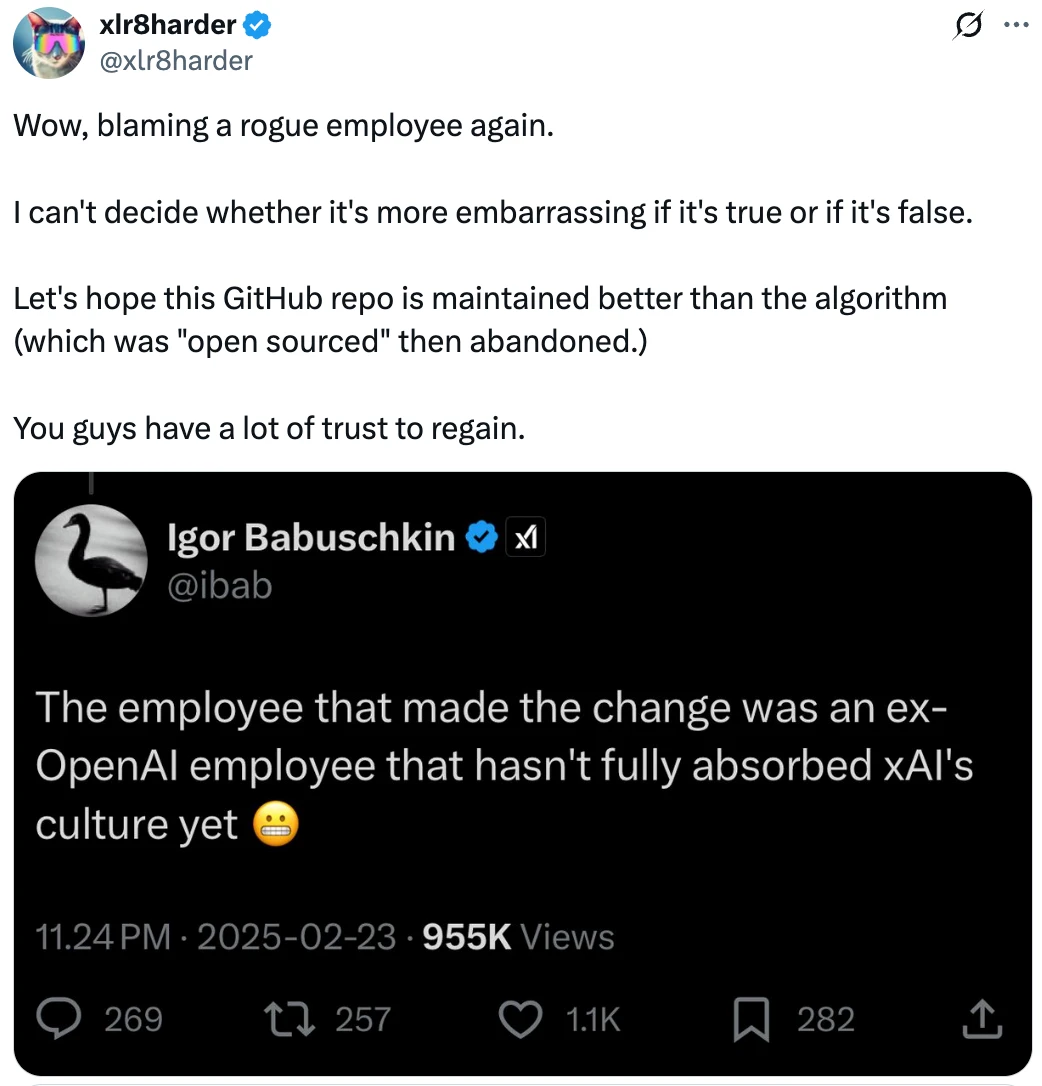 xlr8harder
@xlr8harder
Wow, blaming a rogue employee again.
I can't decide whether it's more embarrassing if it's true or if it's false.
Let's hope this GitHub repo is maintained better than the algorithm
(which was "open sourced" then abandoned.)
You guys have a lot of trust to regain.
Igor Babuschkin xI
@ibab
The employee that made the change was an ex-
OpenAI employee that hasn't fully absorbed xAI's
culture yet 😬
11.24 PM · 2025-02-23 · 955K Views
269 257 1.1K 282